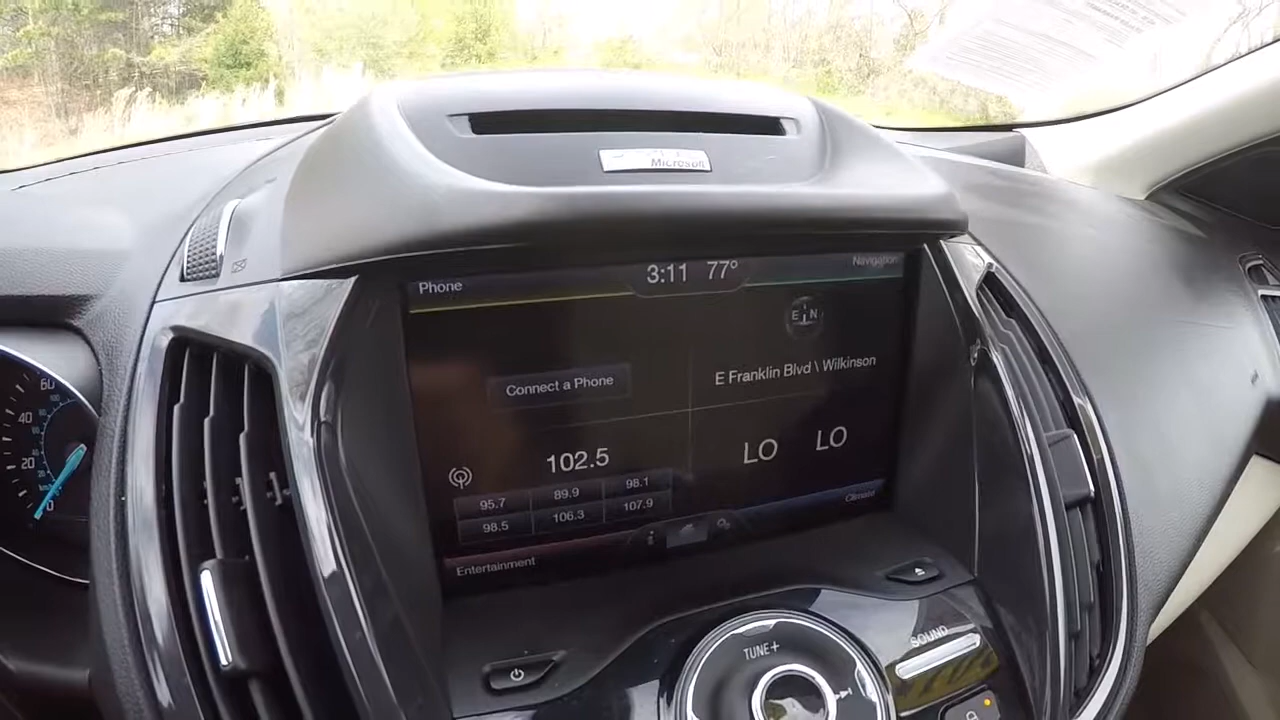 Microsoft
Phone
3:11 77°
Navigation
E N
Connect a Phone
E Franklin Blvd \ Wilkinson
102.5
LO LO
95.7 89.9 98.1
98.5 106.3 107.9
Climate
Entertainment
60
40
20
0
TUNE+
SOUND